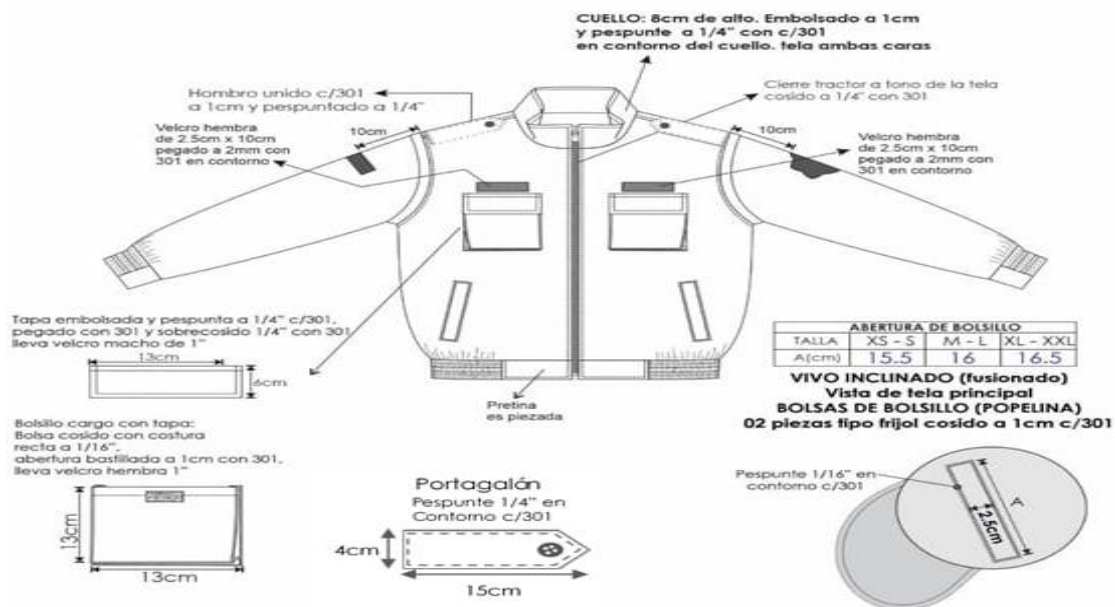 CUELLO: 8cm de alto. Embolsado a 1cm
y pespunte a 1/4" con c/301
en contorno del cuello. tela ambas caras
Hombro unido c/301
a 1cm y pespuntado a 1/4"
Cierre tractor a tono de la tela
cosido a 1/4" con 301
Velcro hembra
de 2.5cm x 10cm
pegado a 2mm con
301 en contorno
10cm
10cm
Velcro hembra
de 2.5cm x 10cm
pegado a 2mm con
301 en contorno
Tapa embolsada y pespunta a 1/4" c/301,
pegado con 301 y sobrecosido 1/4" con 301
lleva velcro macho de 1"
13cm
6cm
Pretina
es piezada
ABERTURA DE BOLSILLO
TALLA XS - S M - L XL - XXL
A(cm) 15.5 16 16.5
VIVO INCLINADO (fusionado)
Vista de tela principal
BOLSAS DE BOLSILLO (POPELINA)
02 piezas tipo frijol cosido a 1cm c/301
Bolsillo cargo con tapa:
Bolsa cosido con costura
recta a 1/16",
abertura bastillada a 1cm con 301,
lleva velcro hembra 1"
13cm
13cm
Portagalán
Pespunte 1/4" en
Contorno c/301
4cm
15cm
Pespunte 1/16" en
contorno c/301
A
2.5cm